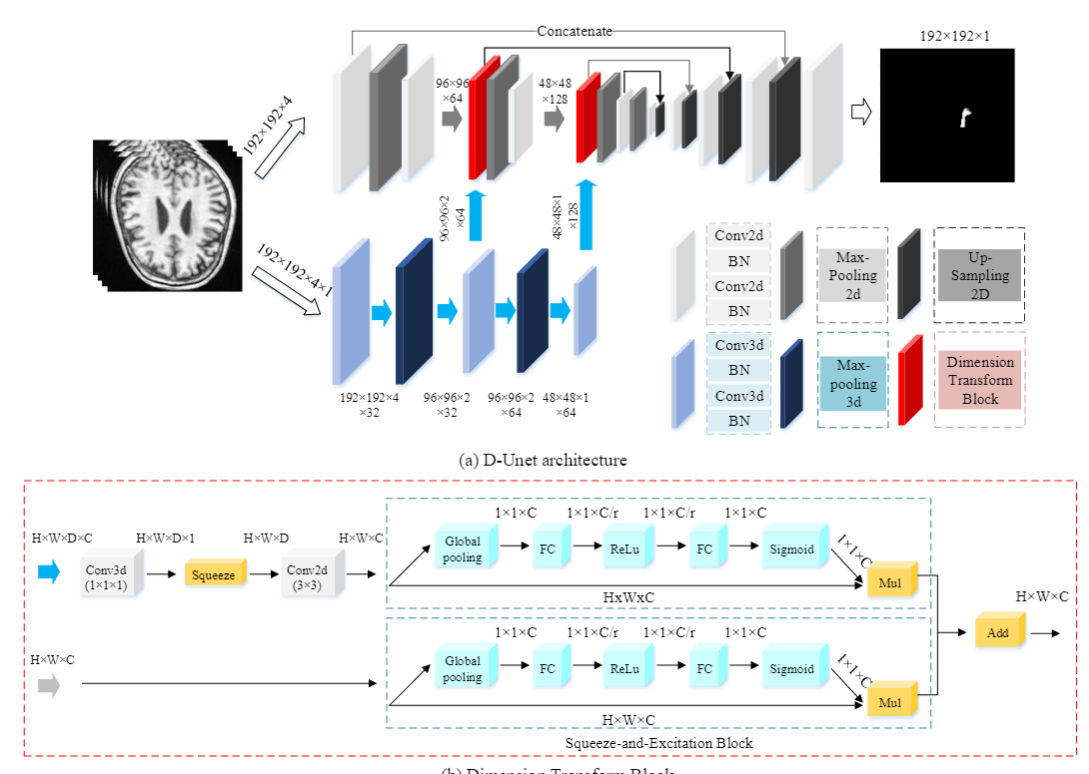 Concatenate
192×192×1
192×192×4
96×96
×64
48×48
×128
96×96×2
×64
48×48×1
×128
192×192×4×1
192×192×4
×32
96×96×2
×32
96×96×2
×64
48×48×1
×64
Conv2d
BN
Conv2d
BN
Max-
Pooling
2d
Up-
Sampling
2D
Conv3d
BN
Conv3d
BN
Max-
pooling
3d
Dimension
Transform
Block
(a) D-Unet architecture
H×W×D×C
H×W×D×1
H×W×D
H×W×C
Conv3d
(1×1×1)
Squeeze
Conv2d
(3×3)
1×1×C
1×1×C/r
1×1×C/r
1×1×C
Global
pooling
FC
ReLu
FC
Sigmoid
1×1×C
Mul
HxWxC
H×W×C
Add
H×W×C
1×1×C
1×1×C/r
1×1×C/r
1×1×C
Global
pooling
FC
ReLu
FC
Sigmoid
1×1×C
Mul
H×W×C
Squeeze-and-Excitation Block
(b) Dimension Transform Block